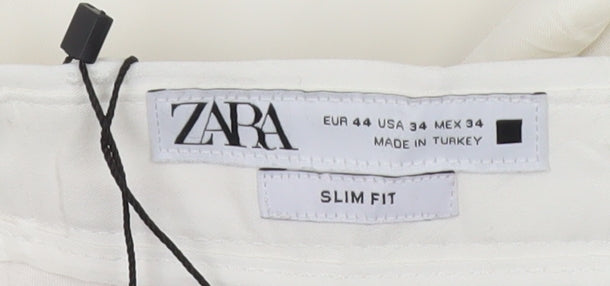 ZARA
EUR 44 USA 34 MEX 34
MADE IN TURKEY
SLIM FIT